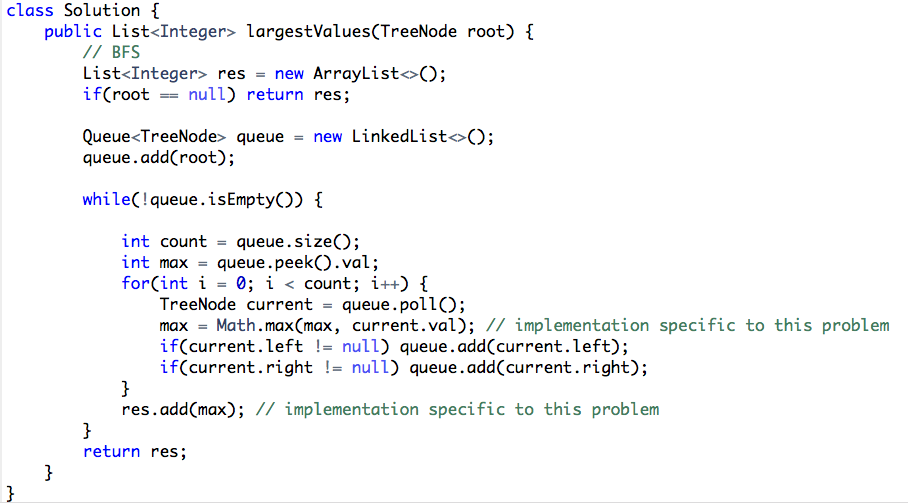 class Solution {
    public List<Integer> largestValues(TreeNode root) {
        // BFS
        List<Integer> res = new ArrayList<>();
        if(root == null) return res;

        Queue<TreeNode> queue = new LinkedList<>();
        queue.add(root);

        while(!queue.isEmpty()) {

            int count = queue.size();
            int max = queue.peek().val;
            for(int i = 0; i < count; i++) {
                TreeNode current = queue.poll();
                max = Math.max(max, current.val); // implementation specific to this problem
                if(current.left != null) queue.add(current.left);
                if(current.right != null) queue.add(current.right);
            }
            res.add(max); // implementation specific to this problem
        }
        return res;
    }
}